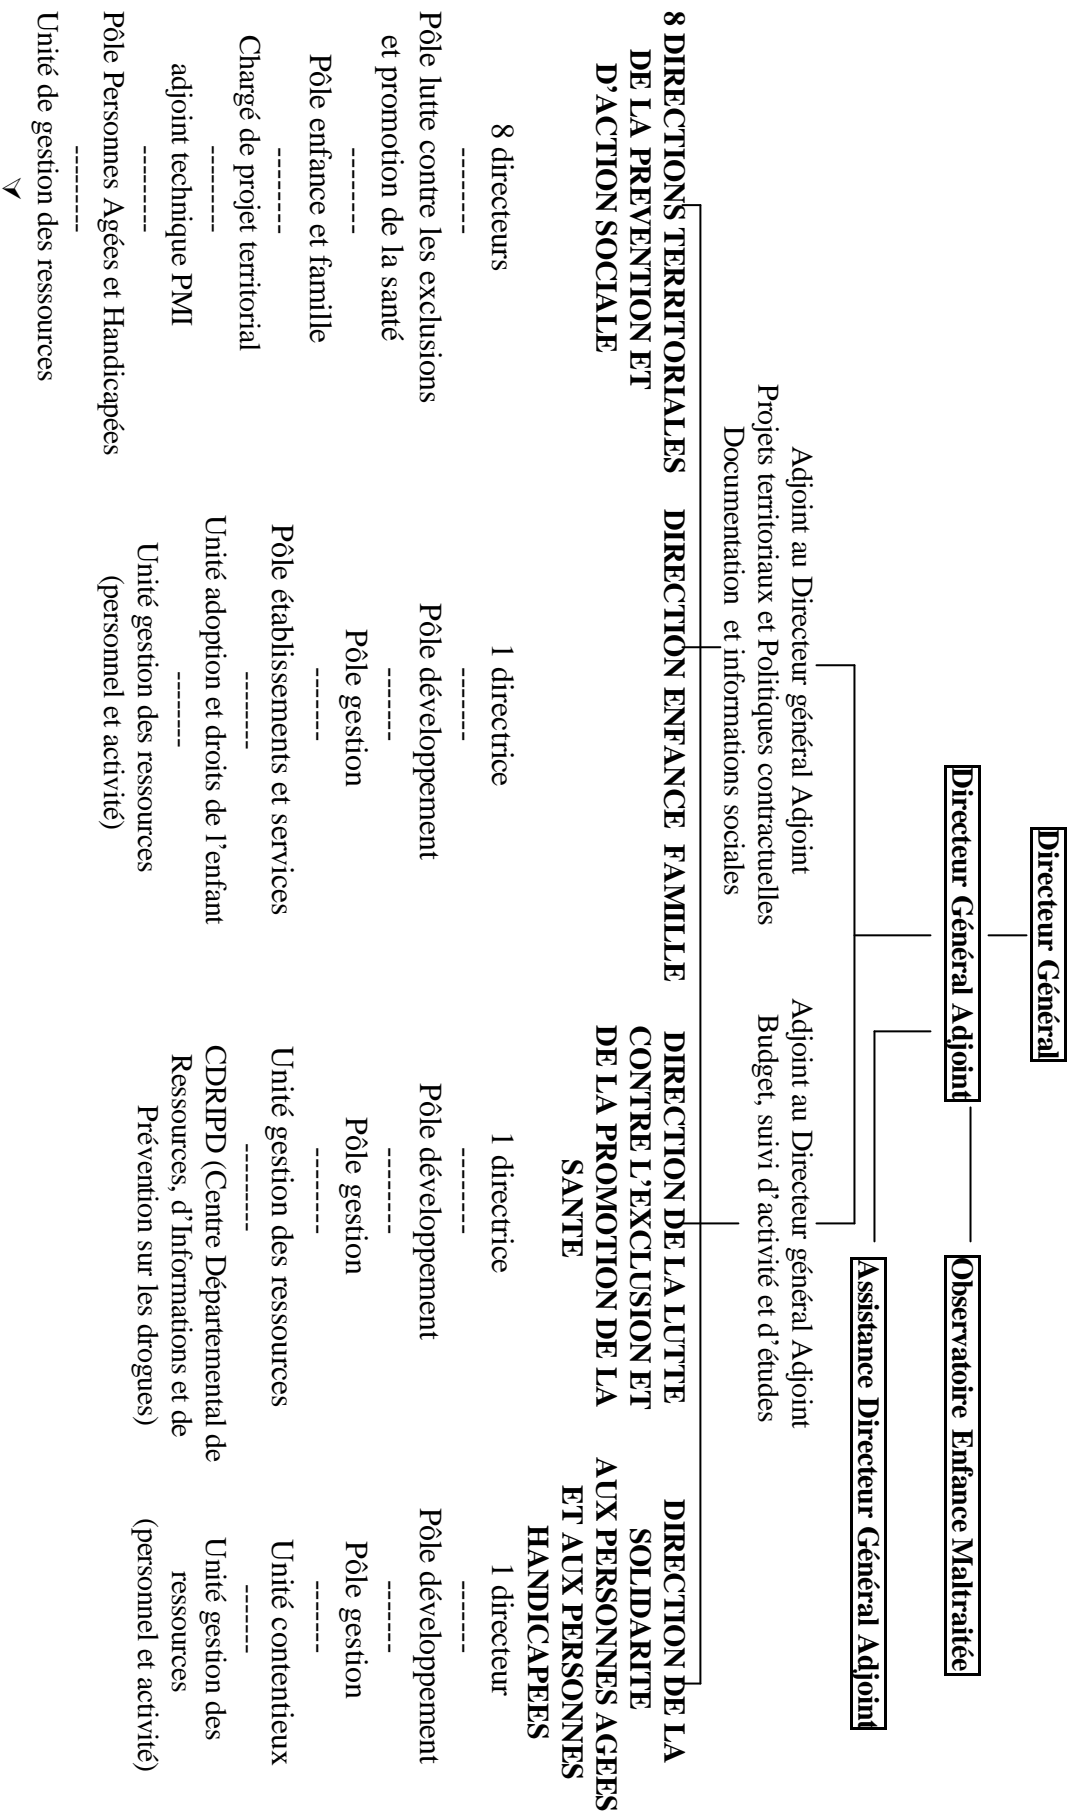 Directeur Général
Directeur Général Adjoint
Observatoire Enfance Maltraitée
Assistance Directeur Général Adjoint
Adjoint au Directeur général Adjoint
Projets territoriaux et Politiques contractuelles
Documentation et informations sociales
Adjoint au Directeur général Adjoint
Budget, suivi d'activité et d'études
8 DIRECTIONS TERRITORIALES
DE LA PREVENTION ET
D'ACTION SOCIALE
8 directeurs
--------
Pôle lutte contre les exclusions
et promotion de la santé
--------
Pôle enfance et famille
--------
Chargé de projet territorial
--------
adjoint technique PMI
--------
Pôle Personnes Agées et Handicapées
--------
Unité de gestion des ressources
DIRECTION ENFANCE FAMILLE
1 directrice
--------
Pôle développement
--------
Pôle gestion
--------
Pôle établissements et services
--------
Unité adoption et droits de l'enfant
--------
Unité gestion des ressources
(personnel et activité)
DIRECTION DE LA LUTTE
CONTRE L'EXCLUSION ET
DE LA PROMOTION DE LA
SANTE
1 directrice
--------
Pôle développement
--------
Pôle gestion
--------
Unité gestion des ressources
--------
CDRIPD (Centre Départemental de
Ressources, d'Informations et de
Prévention sur les drogues)
DIRECTION DE LA
SOLIDARITE
AUX PERSONNES AGEES
ET AUX PERSONNES
HANDICAPEES
1 directeur
--------
Pôle développement
--------
Pôle gestion
--------
Unité contentieux
--------
Unité gestion des
ressources
(personnel et activité)